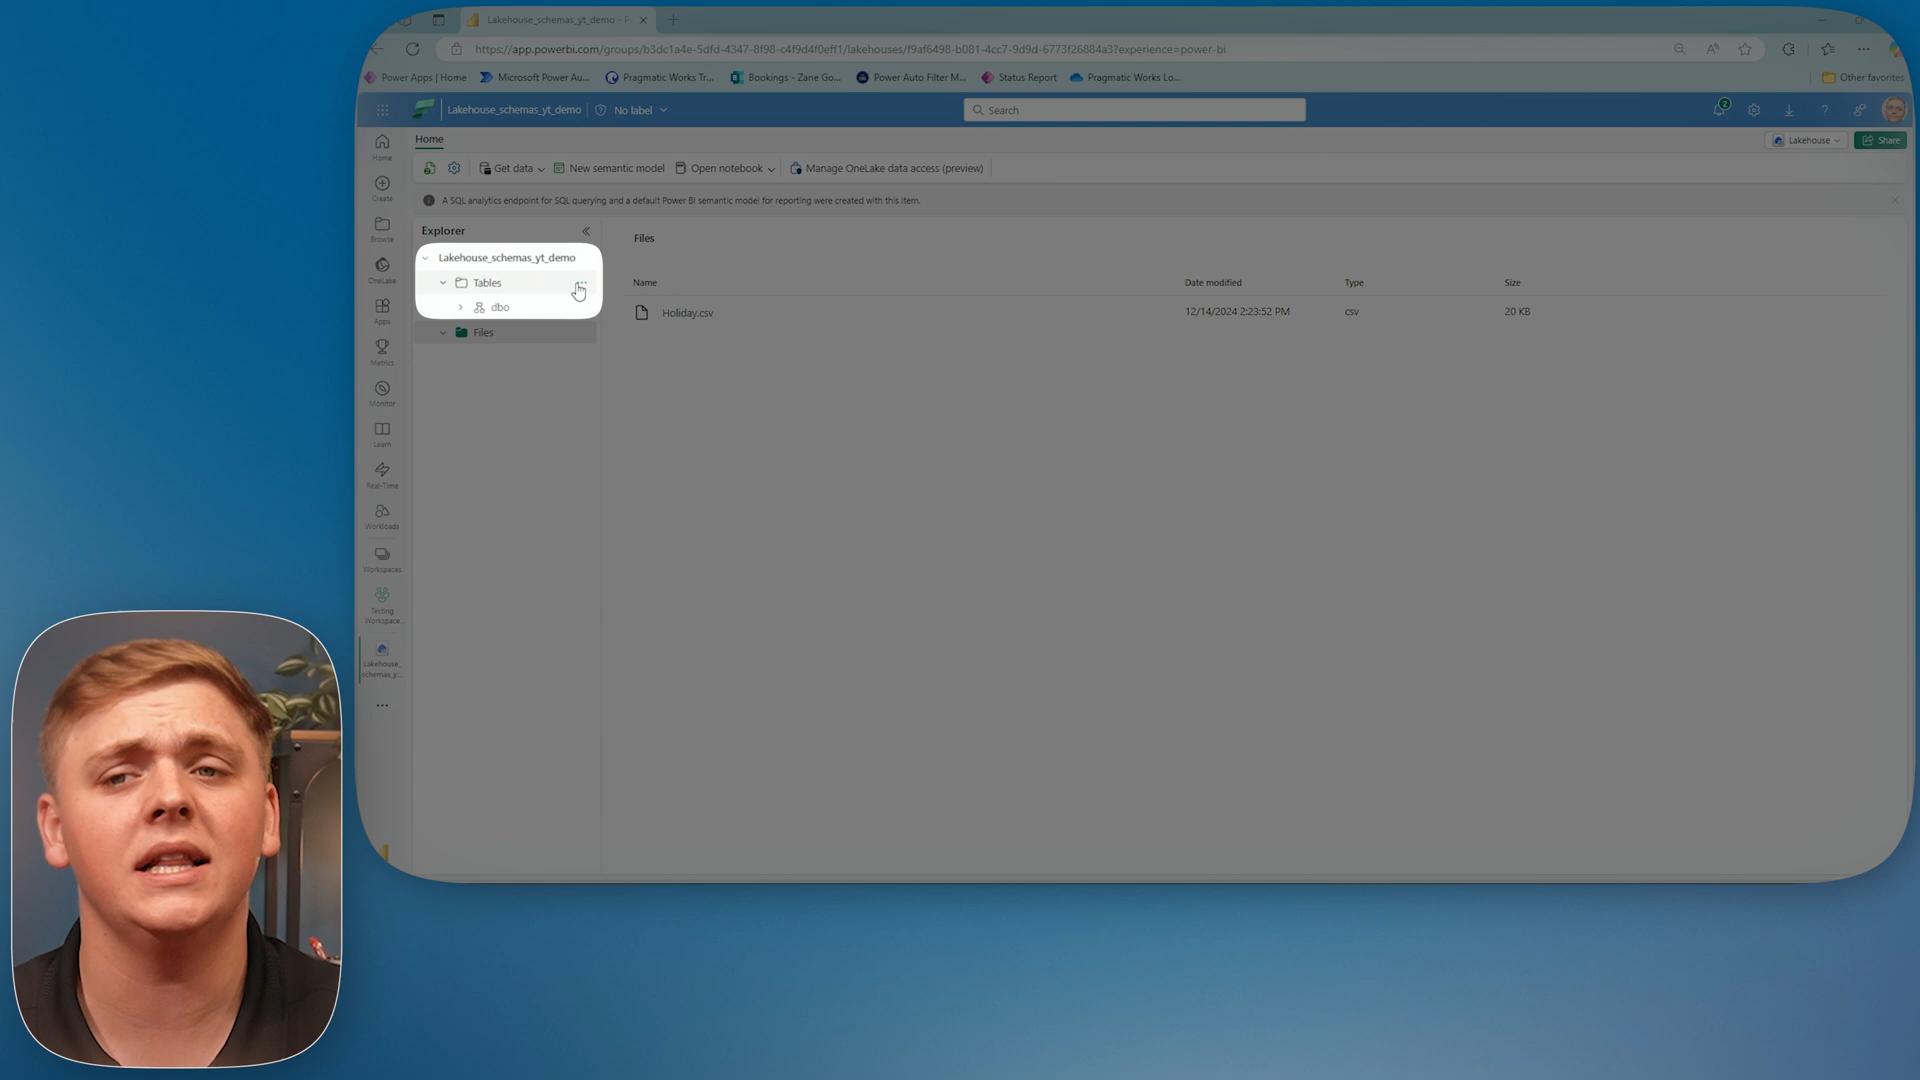 Lakehouse_schemas_yt_demo - P
https://app.powerbi.com/groups/b3dc1a4e-5dfd-4347-8f98-c4f9d4f0eff1/lakehouses/f9af6498-b081-4cc7-9d9d-6773f26884a3?experience=power-bi
Power Apps | Home
Microsoft Power Au...
Pragmatic Works Tr...
Bookings - Zane Go...
Power Auto Filter M...
Status Report
Pragmatic Works Lo...
Other favorites
Lakehouse_schemas_yt_demo
No label
Search
2
Home
Lakehouse
Share
Get data
New semantic model
Open notebook
Manage OneLake data access (preview)
A SQL analytics endpoint for SQL querying and a default Power BI semantic model for reporting were created with this item.
Home
Create
Browse
OneLake
Apps
Metrics
Monitor
Learn
Real-Time
Workloads
Workspaces
Testing
Workspace...
Lakehouse_
schemas_y...
Explorer
Lakehouse_schemas_yt_demo
Tables
dbo
Files
Files
Name Date modified Type Size
Holiday.csv 12/14/2024 2:23:52 PM csv 20 KB